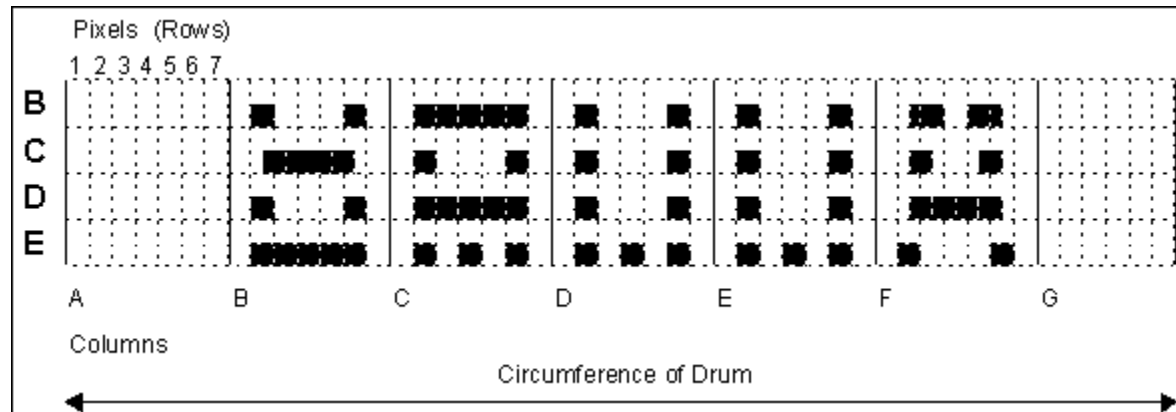 Pixels (Rows)
1 2 3 4 5 6 7
B
C
D
E
A B C D E F G
Columns
Circumference of Drum